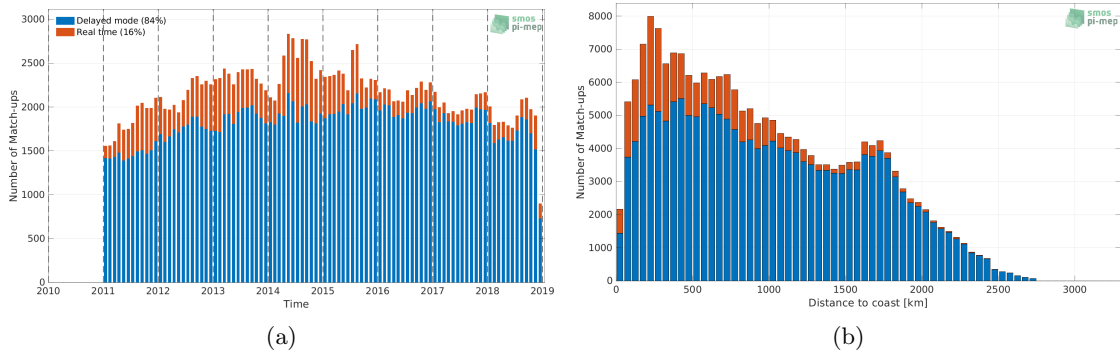 Delayed mode (84%)
Real time (16%)
smos
pi-mep
3000
2500
2000
1500
1000
500
0
Number of Match-ups
2010 2011 2012 2013 2014 2015 2016 2017 2018 2019
Time
(a)
smos
pi-mep
8000
7000
6000
5000
4000
3000
2000
1000
0
Number of Match-ups
0 500 1000 1500 2000 2500 3000
Distance to coast [km]
(b)